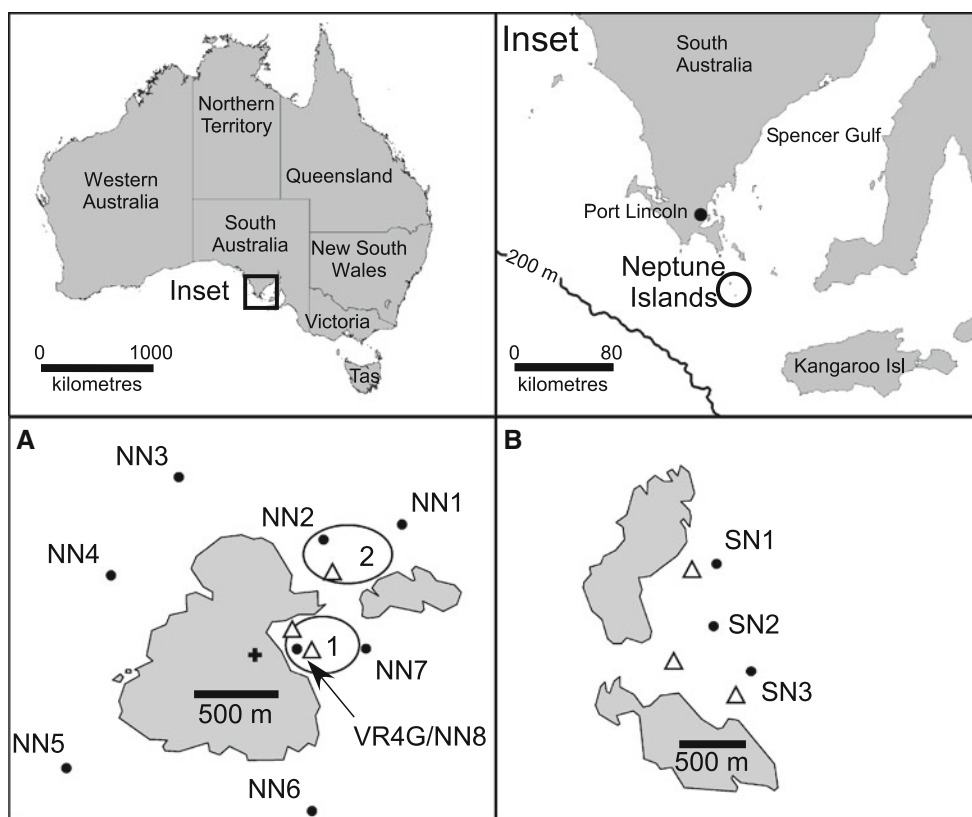 Northern
Territory
Western
Australia
Queensland
South
Australia
New South
Wales
Inset
Victoria
0 1000
kilometres
Tas
Inset
South
Australia
Spencer Gulf
Port Lincoln
200 m
Neptune
Islands
0 80
kilometres
Kangaroo Isl
A
NN3
NN2
NN1
2
NN4
1
NN7
500 m
VR4G/NN8
NN5
NN6
B
SN1
SN2
SN3
500 m